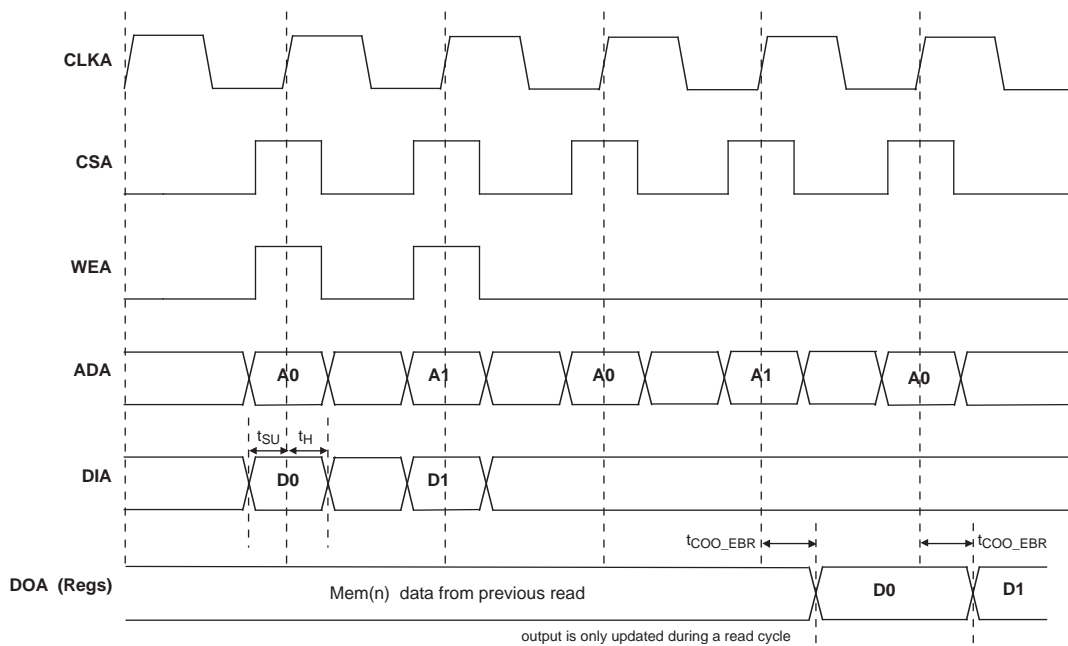 CLKA
CSA
WEA
ADA
A0
A1
A0
A1
A0
tSU
tH
DIA
D0
D1
tCOO_EBR
tCOO_EBR
DOA (Regs)
Mem(n) data from previous read
D0
D1
output is only updated during a read cycle